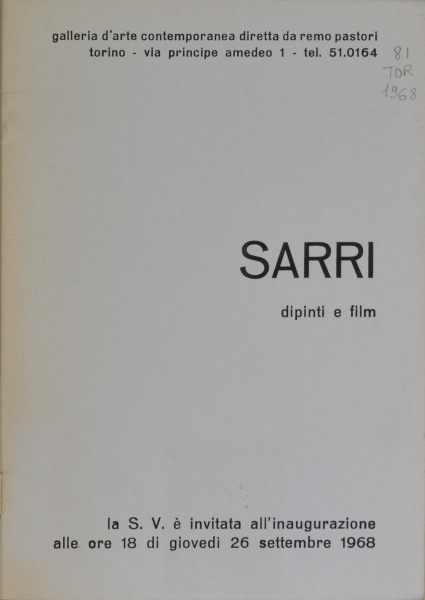 galleria d'arte contemporanea diretta da remo pastori
torino - via principe amedeo 1 - tel. 51.0164
81
TOR
1968
SARRI
dipinti e film
la S. V. è invitata all'inaugurazione
alle ore 18 di giovedì 26 settembre 1968